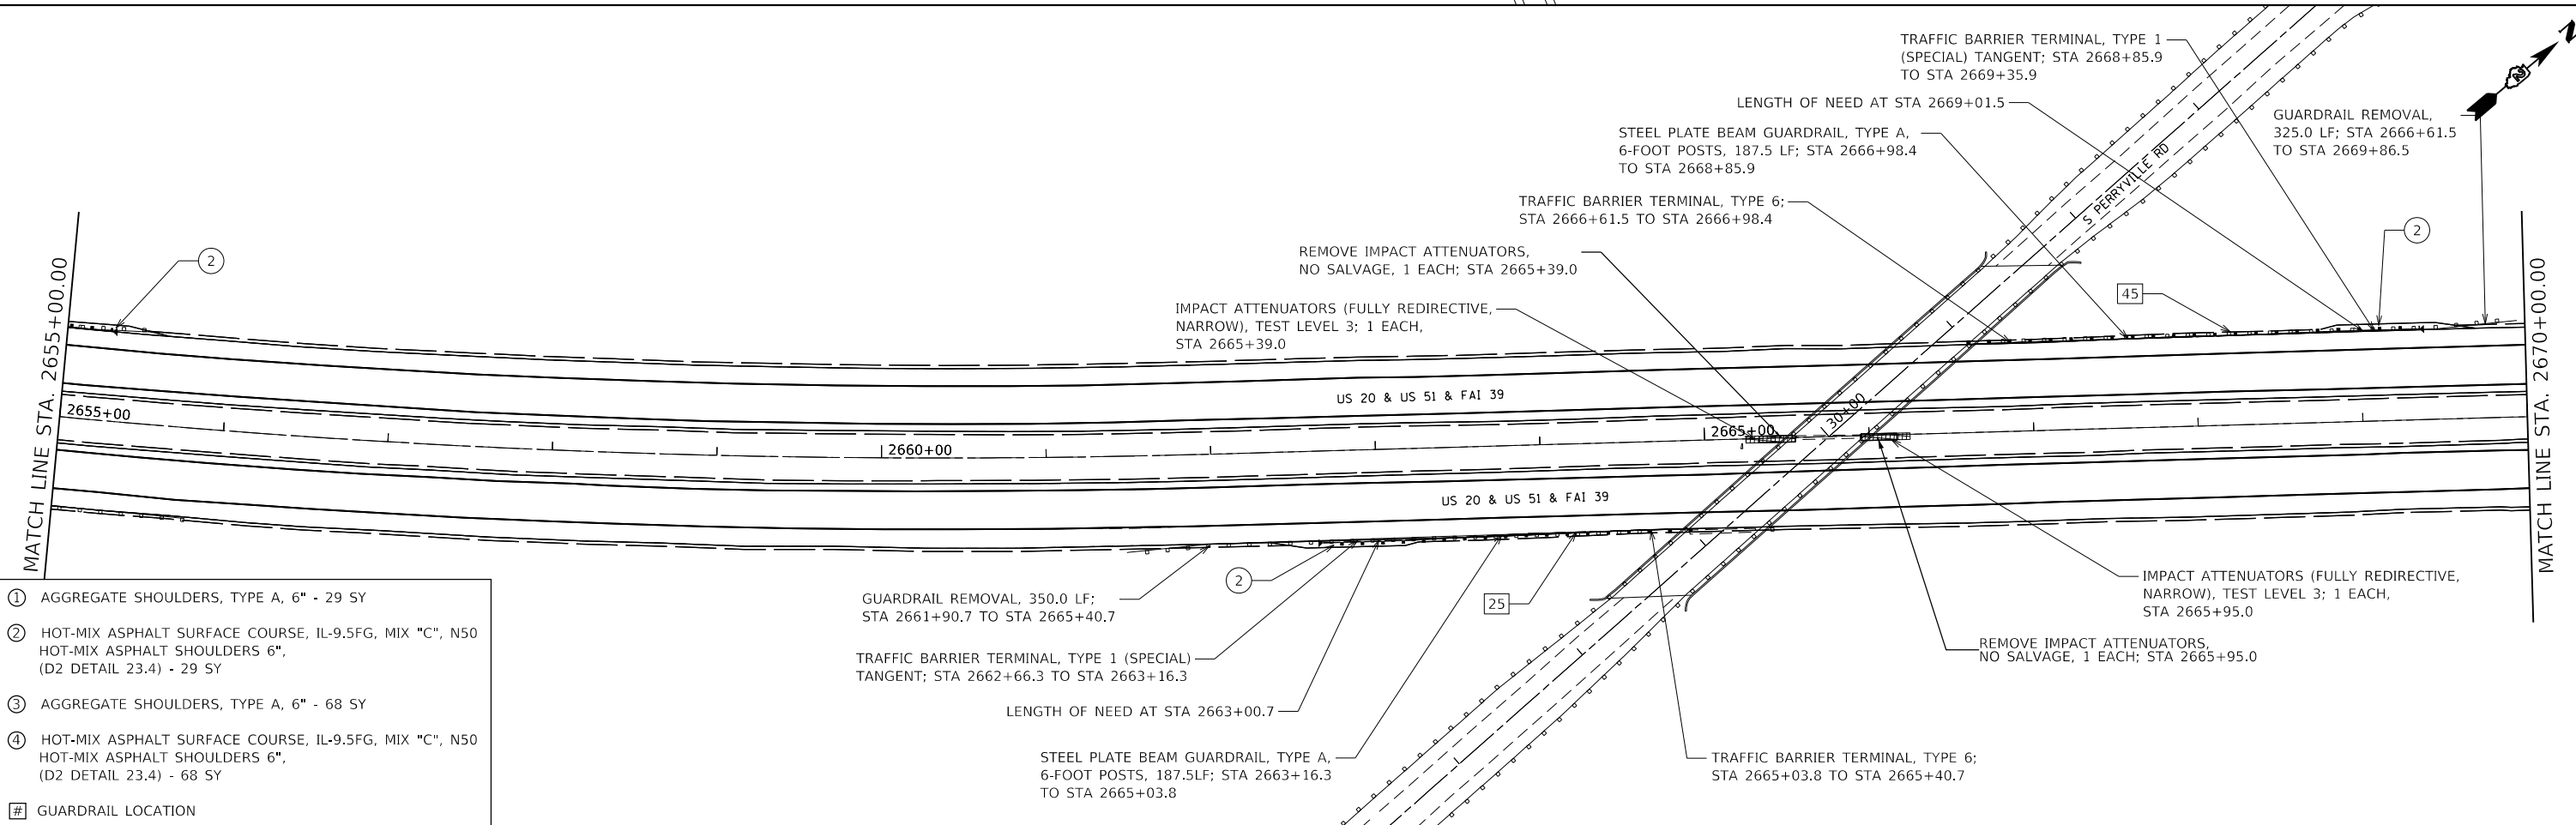 TRAFFIC BARRIER TERMINAL, TYPE 1
(SPECIAL) TANGENT; STA 2668+85.9
TO STA 2669+35.9
N
LENGTH OF NEED AT STA 2669+01.5
GUARDRAIL REMOVAL,
325.0 LF; STA 2666+61.5
TO STA 2669+86.5
STEEL PLATE BEAM GUARDRAIL, TYPE A,
6-FOOT POSTS, 187.5 LF; STA 2666+98.4
TO STA 2668+85.9
S PERRYVILLE RD
TRAFFIC BARRIER TERMINAL, TYPE 6;
STA 2666+61.5 TO STA 2666+98.4
2
2
REMOVE IMPACT ATTENUATORS,
NO SALVAGE, 1 EACH; STA 2665+39.0
45
IMPACT ATTENUATORS (FULLY REDIRECTIVE,
NARROW), TEST LEVEL 3; 1 EACH,
STA 2665+39.0
MATCH LINE STA. 2655+00.00
MATCH LINE STA. 2670+00.00
US 20 & US 51 & FAI 39
2655+00
2660+00
2665+00
30+00
US 20 & US 51 & FAI 39
2
25
GUARDRAIL REMOVAL, 350.0 LF;
STA 2661+90.7 TO STA 2665+40.7
IMPACT ATTENUATORS (FULLY REDIRECTIVE,
NARROW), TEST LEVEL 3; 1 EACH,
STA 2665+95.0
TRAFFIC BARRIER TERMINAL, TYPE 1 (SPECIAL)
TANGENT; STA 2662+66.3 TO STA 2663+16.3
REMOVE IMPACT ATTENUATORS,
NO SALVAGE, 1 EACH; STA 2665+95.0
LENGTH OF NEED AT STA 2663+00.7
STEEL PLATE BEAM GUARDRAIL, TYPE A,
6-FOOT POSTS, 187.5LF; STA 2663+16.3
TO STA 2665+03.8
TRAFFIC BARRIER TERMINAL, TYPE 6;
STA 2665+03.8 TO STA 2665+40.7
1 AGGREGATE SHOULDERS, TYPE A, 6" - 29 SY
2 HOT-MIX ASPHALT SURFACE COURSE, IL-9.5FG, MIX "C", N50
HOT-MIX ASPHALT SHOULDERS 6",
(D2 DETAIL 23.4) - 29 SY
3 AGGREGATE SHOULDERS, TYPE A, 6" - 68 SY
4 HOT-MIX ASPHALT SURFACE COURSE, IL-9.5FG, MIX "C", N50
HOT-MIX ASPHALT SHOULDERS 6",
(D2 DETAIL 23.4) - 68 SY
# GUARDRAIL LOCATION